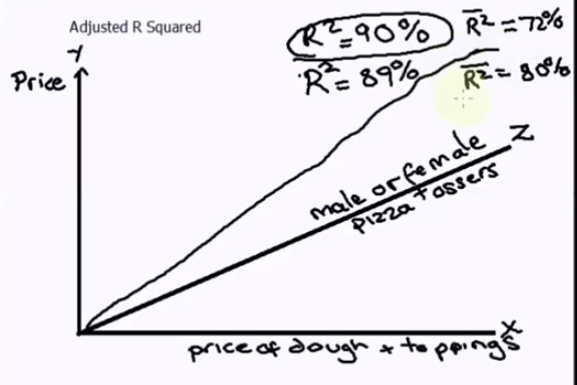 Adjusted R Squared
R²=90% R̅²=72%
R²=89% R̅²=80%
Y
Price
Z
male or female
pizza tossers
X
price of dough + toppings